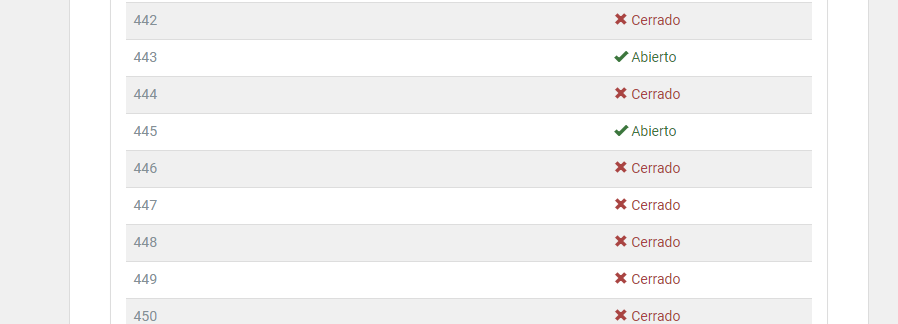 442 Cerrado
443 Abierto
444 Cerrado
445 Abierto
446 Cerrado
447 Cerrado
448 Cerrado
449 Cerrado
450 Cerrado